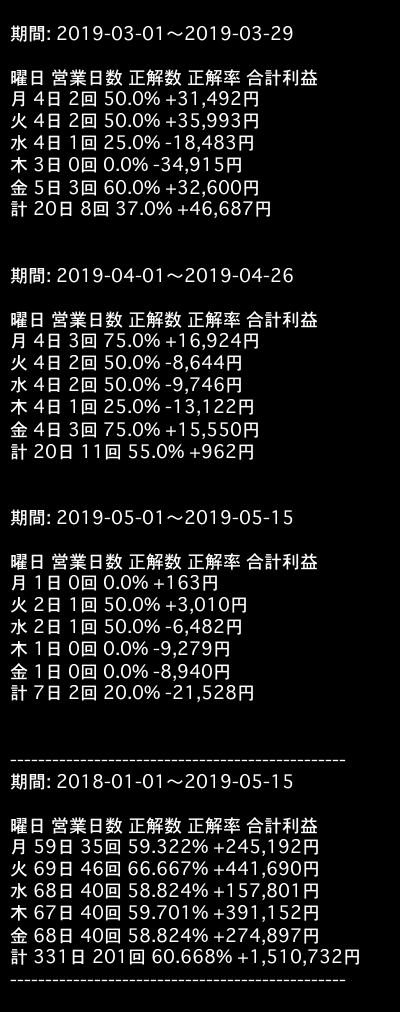 期間: 2019-03-01〜2019-03-29
曜日 営業日数 正解数 正解率 合計利益
月 4日 2回 50.0% +31,492円
火 4日 2回 50.0% +35,993円
水 4日 1回 25.0% -18,483円
木 3日 0回 0.0% -34,915円
金 5日 3回 60.0% +32,600円
計 20日 8回 37.0% +46,687円
期間: 2019-04-01〜2019-04-26
曜日 営業日数 正解数 正解率 合計利益
月 4日 3回 75.0% +16,924円
火 4日 2回 50.0% -8,644円
水 4日 2回 50.0% -9,746円
木 4日 1回 25.0% -13,122円
金 4日 3回 75.0% +15,550円
計 20日 11回 55.0% +962円
期間: 2019-05-01〜2019-05-15
曜日 営業日数 正解数 正解率 合計利益
月 1日 0回 0.0% +163円
火 2日 1回 50.0% +3,010円
水 2日 1回 50.0% -6,482円
木 1日 0回 0.0% -9,279円
金 1日 0回 0.0% -8,940円
計 7日 2回 20.0% -21,528円
------------------------------------------------
期間: 2018-01-01〜2019-05-15
曜日 営業日数 正解数 正解率 合計利益
月 59日 35回 59.322% +245,192円
火 69日 46回 66.667% +441,690円
水 68日 40回 58.824% +157,801円
木 67日 40回 59.701% +391,152円
金 68日 40回 58.824% +274,897円
計 331日 201回 60.668% +1,510,732円
------------------------------------------------